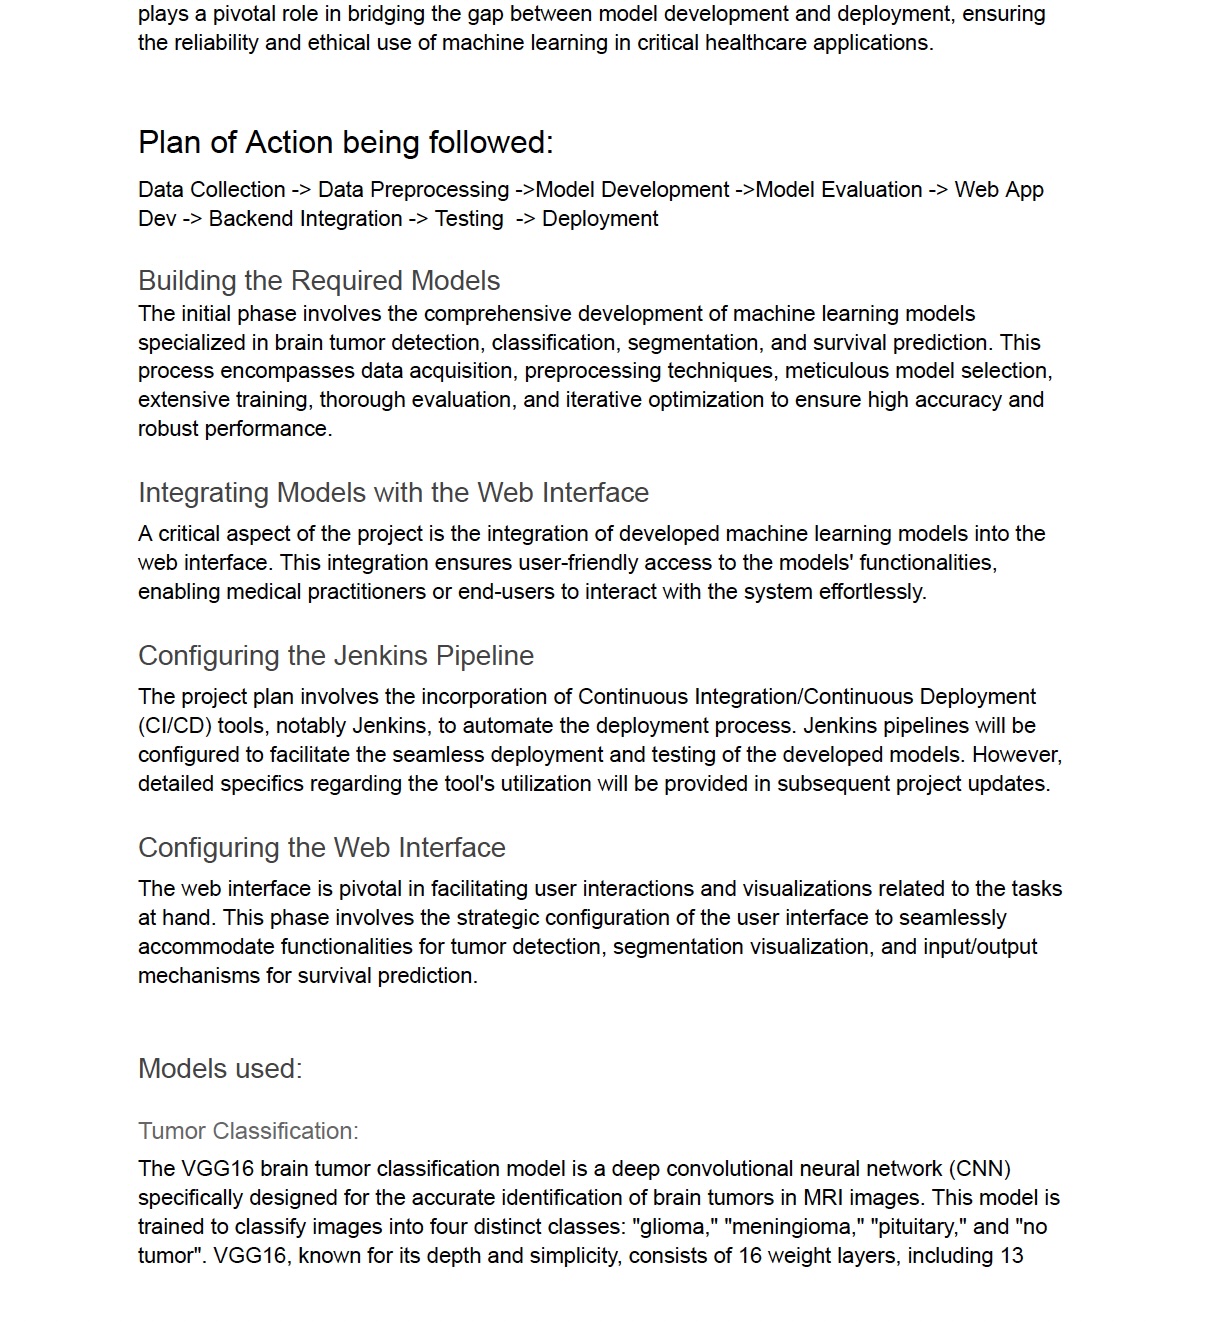 plays a pivotal role in bridging the gap between model development and deployment, ensuring
the reliability and ethical use of machine learning in critical healthcare applications.
Plan of Action being followed:
Data Collection -> Data Preprocessing ->Model Development ->Model Evaluation -> Web App
Dev -> Backend Integration -> Testing  -> Deployment
Building the Required Models
The initial phase involves the comprehensive development of machine learning models
specialized in brain tumor detection, classification, segmentation, and survival prediction. This
process encompasses data acquisition, preprocessing techniques, meticulous model selection,
extensive training, thorough evaluation, and iterative optimization to ensure high accuracy and
robust performance.
Integrating Models with the Web Interface
A critical aspect of the project is the integration of developed machine learning models into the
web interface. This integration ensures user-friendly access to the models' functionalities,
enabling medical practitioners or end-users to interact with the system effortlessly.
Configuring the Jenkins Pipeline
The project plan involves the incorporation of Continuous Integration/Continuous Deployment
(CI/CD) tools, notably Jenkins, to automate the deployment process. Jenkins pipelines will be
configured to facilitate the seamless deployment and testing of the developed models. However,
detailed specifics regarding the tool's utilization will be provided in subsequent project updates.
Configuring the Web Interface
The web interface is pivotal in facilitating user interactions and visualizations related to the tasks
at hand. This phase involves the strategic configuration of the user interface to seamlessly
accommodate functionalities for tumor detection, segmentation visualization, and input/output
mechanisms for survival prediction.
Models used:
Tumor Classification:
The VGG16 brain tumor classification model is a deep convolutional neural network (CNN)
specifically designed for the accurate identification of brain tumors in MRI images. This model is
trained to classify images into four distinct classes: "glioma," "meningioma," "pituitary," and "no
tumor". VGG16, known for its depth and simplicity, consists of 16 weight layers, including 13